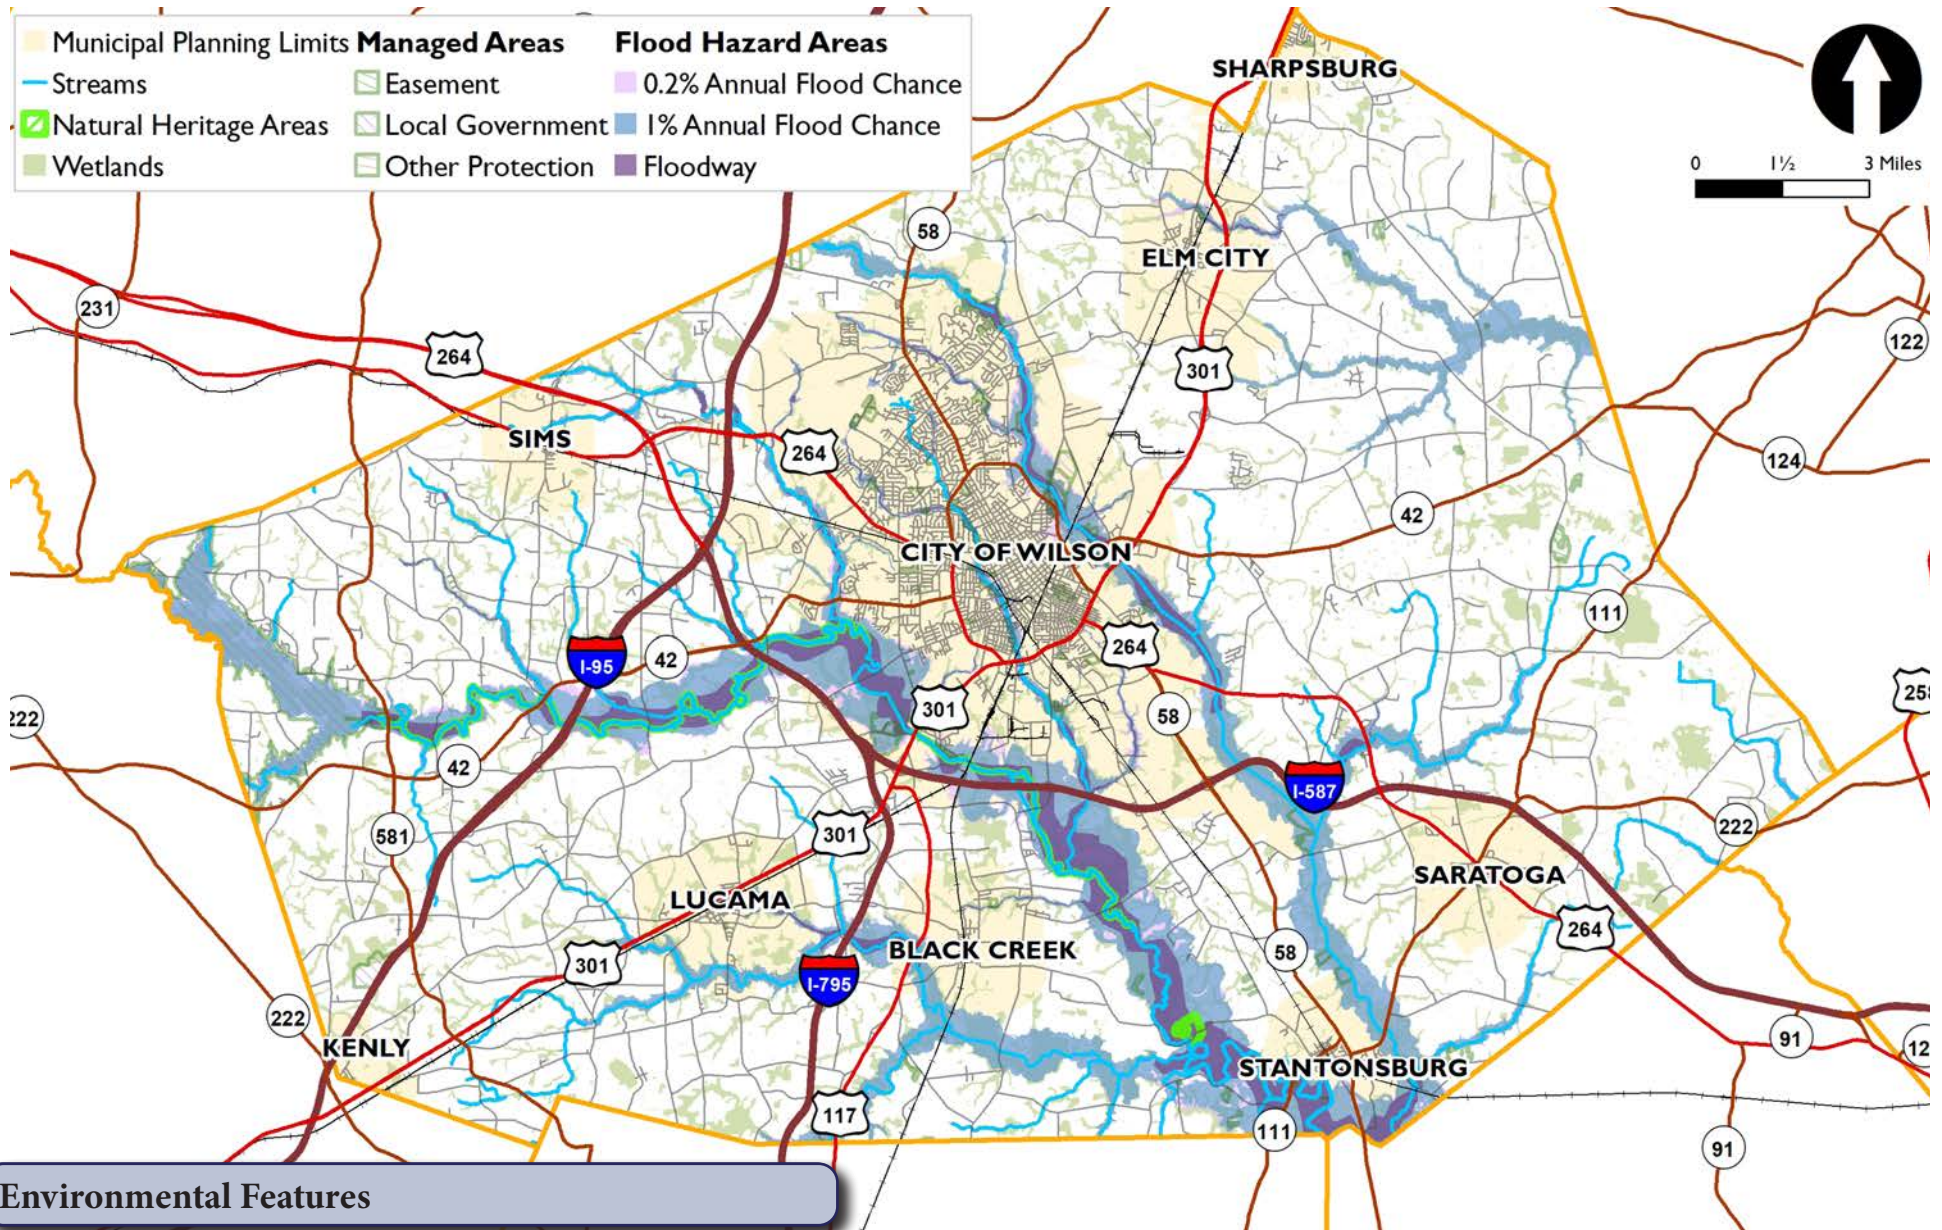 Municipal Planning Limits
Streams
Natural Heritage Areas
Wetlands
Managed Areas
Easement
Local Government
Other Protection
Flood Hazard Areas
0.2% Annual Flood Chance
1% Annual Flood Chance
Floodway
0 1½ 3 Miles
SHARPSBURG
58
ELM CITY
231
264
301
122
SIMS
264
124
42
CITY OF WILSON
111
I-95
42
264
222
301
58
258
42
I-587
581
301
222
LUCAMA
SARATOGA
264
BLACK CREEK
58
301
I-795
222
KENLY
91
STANTONSBURG
117
111
91
Environmental Features